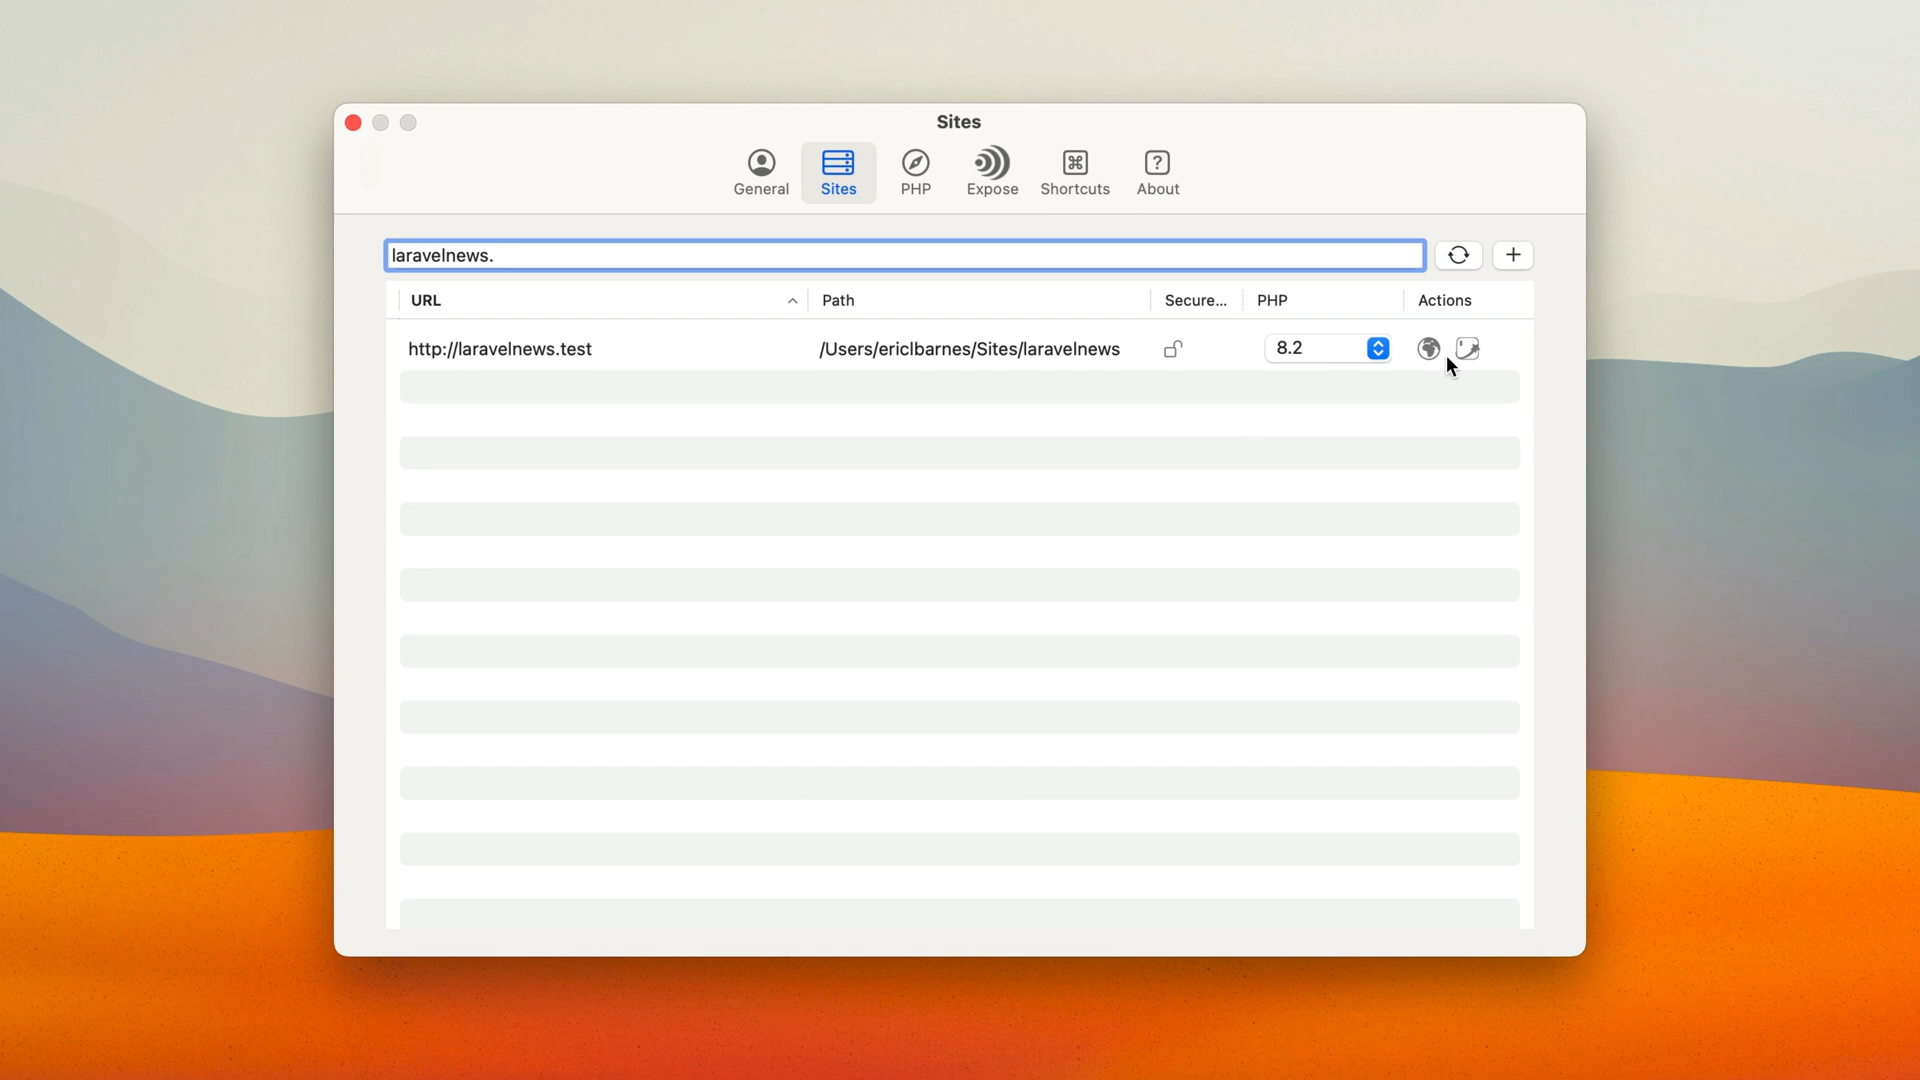 Sites
General Sites PHP Expose Shortcuts About
laravelnews.
URL Path Secure... PHP Actions
http://laravelnews.test /Users/ericlbarnes/Sites/laravelnews 8.2